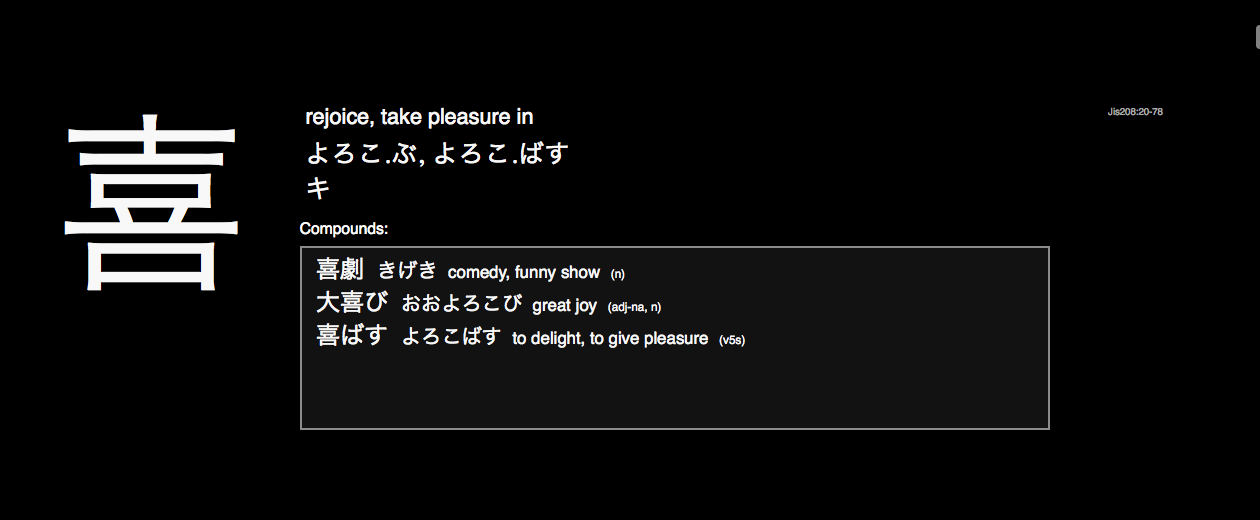 喜
rejoice, take pleasure in
Jis208:20-78
よろこ.ぶ, よろこ.ばす
キ
Compounds:
喜劇 きげき comedy, funny show (n)
大喜び おおよろこび great joy (adj-na, n)
喜ばす よろこばす to delight, to give pleasure (v5s)